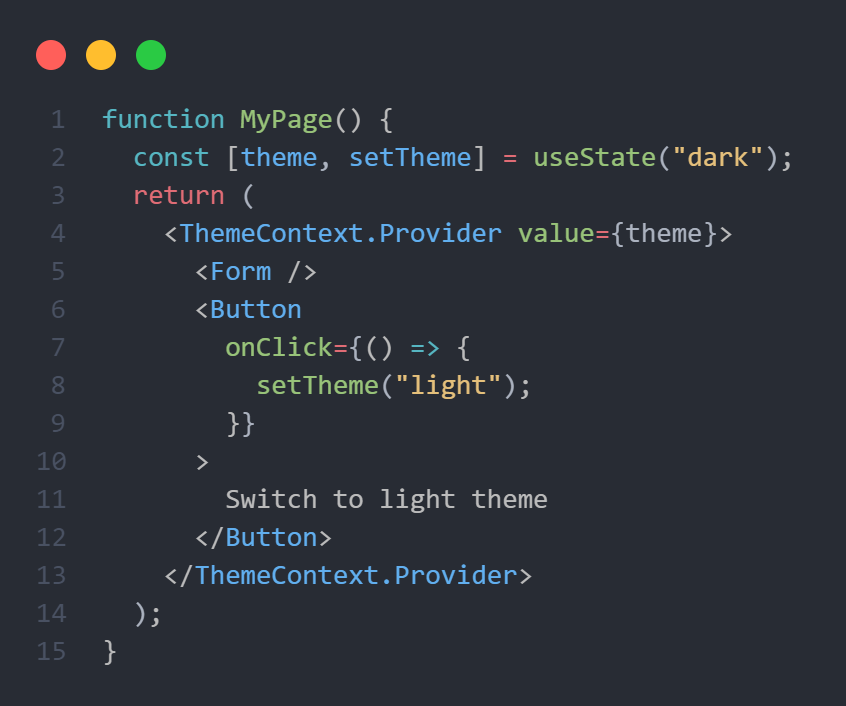 1 function MyPage() {
2   const [theme, setTheme] = useState("dark");
3   return (
4     <ThemeContext.Provider value={theme}>
5       <Form />
6       <Button
7         onClick={() => {
8           setTheme("light");
9         }}
10       >
11         Switch to light theme
12       </Button>
13     </ThemeContext.Provider>
14   );
15 }